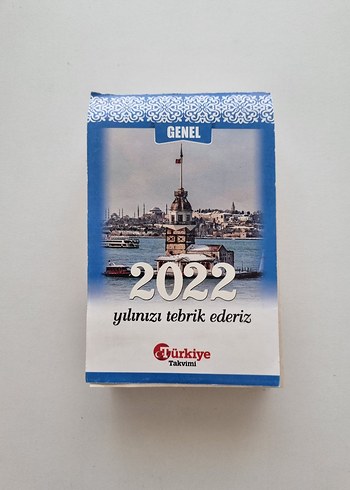 GENEL
2022
yılınızı tebrik ederiz
Türkiye
Takvimi